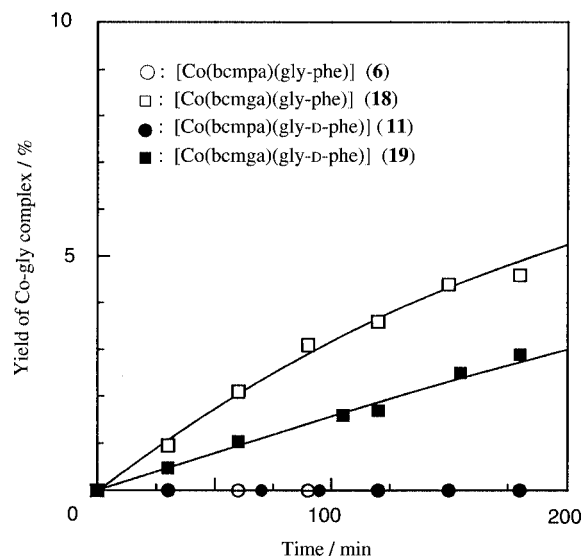 10
○ : [Co(bcmpa)(gly-phe)] (6)
□ : [Co(bcmga)(gly-phe)] (18)
● : [Co(bcmpa)(gly-D-phe)] (11)
■ : [Co(bcmga)(gly-D-phe)] (19)
5
Yield of Co-gly complex / %
0 100 200
Time / min